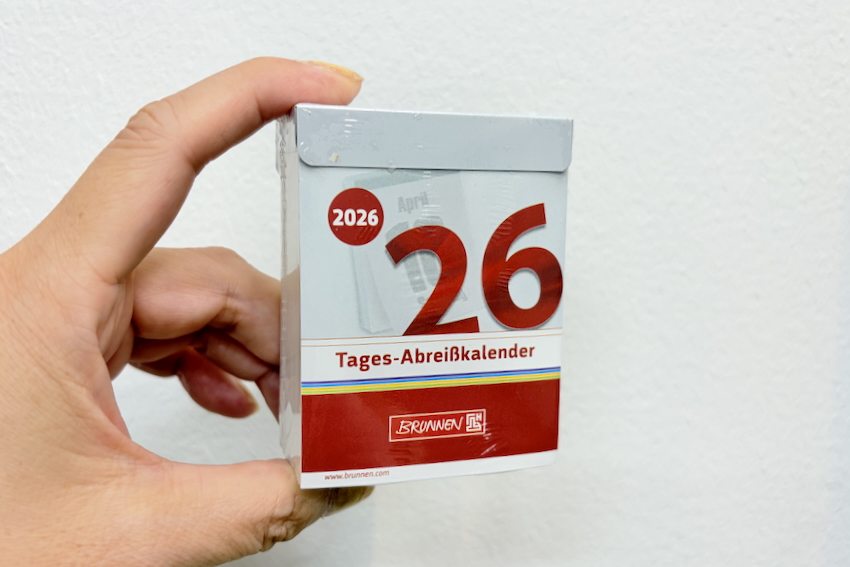 2026
April
26
Tages-Abreißkalender
BRUNNEN
www.brunnen.com